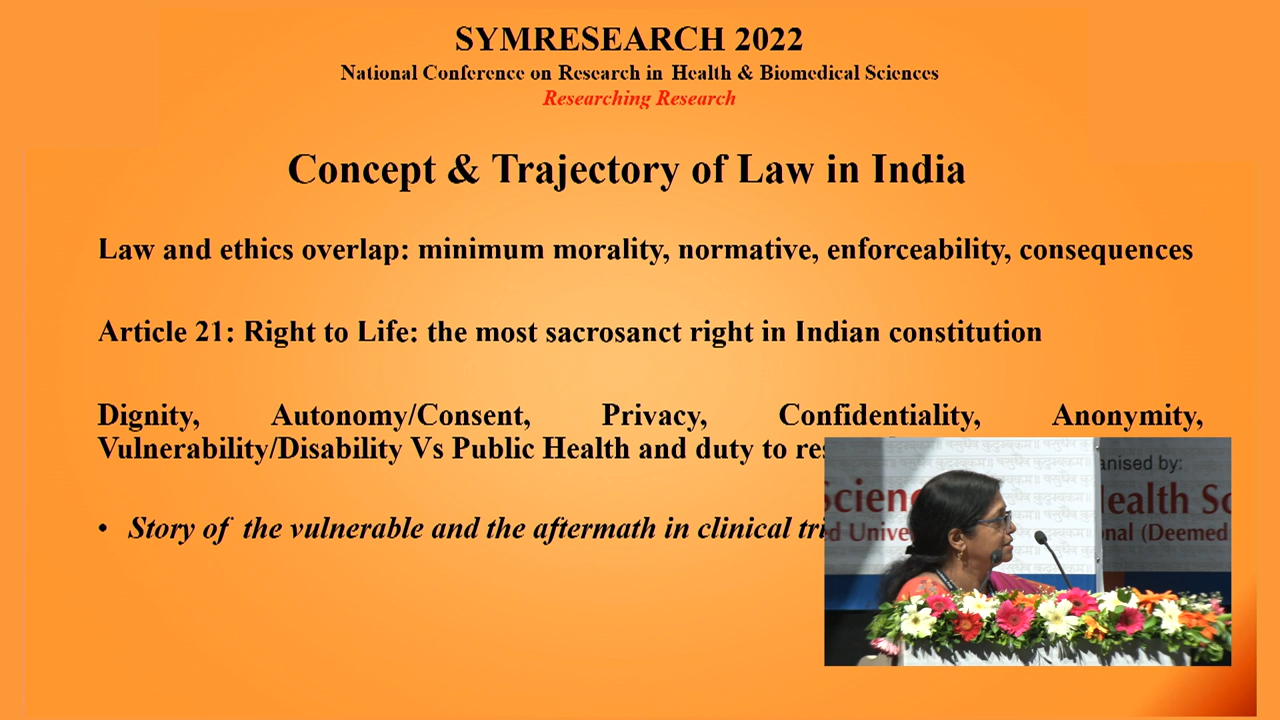 SYMRESEARCH 2022
National Conference on Research in Health & Biomedical Sciences
Researching Research
Concept & Trajectory of Law in India
Law and ethics overlap: minimum morality, normative, enforceability, consequences
Article 21: Right to Life: the most sacrosanct right in Indian constitution
Dignity, Autonomy/Consent, Privacy, Confidentiality, Anonymity,
Vulnerability/Disability Vs Public Health and duty to
• Story of the vulnerable and the aftermath in clinical
anised by:
Scien
ealth Sc
d Unive
nal (Deemed